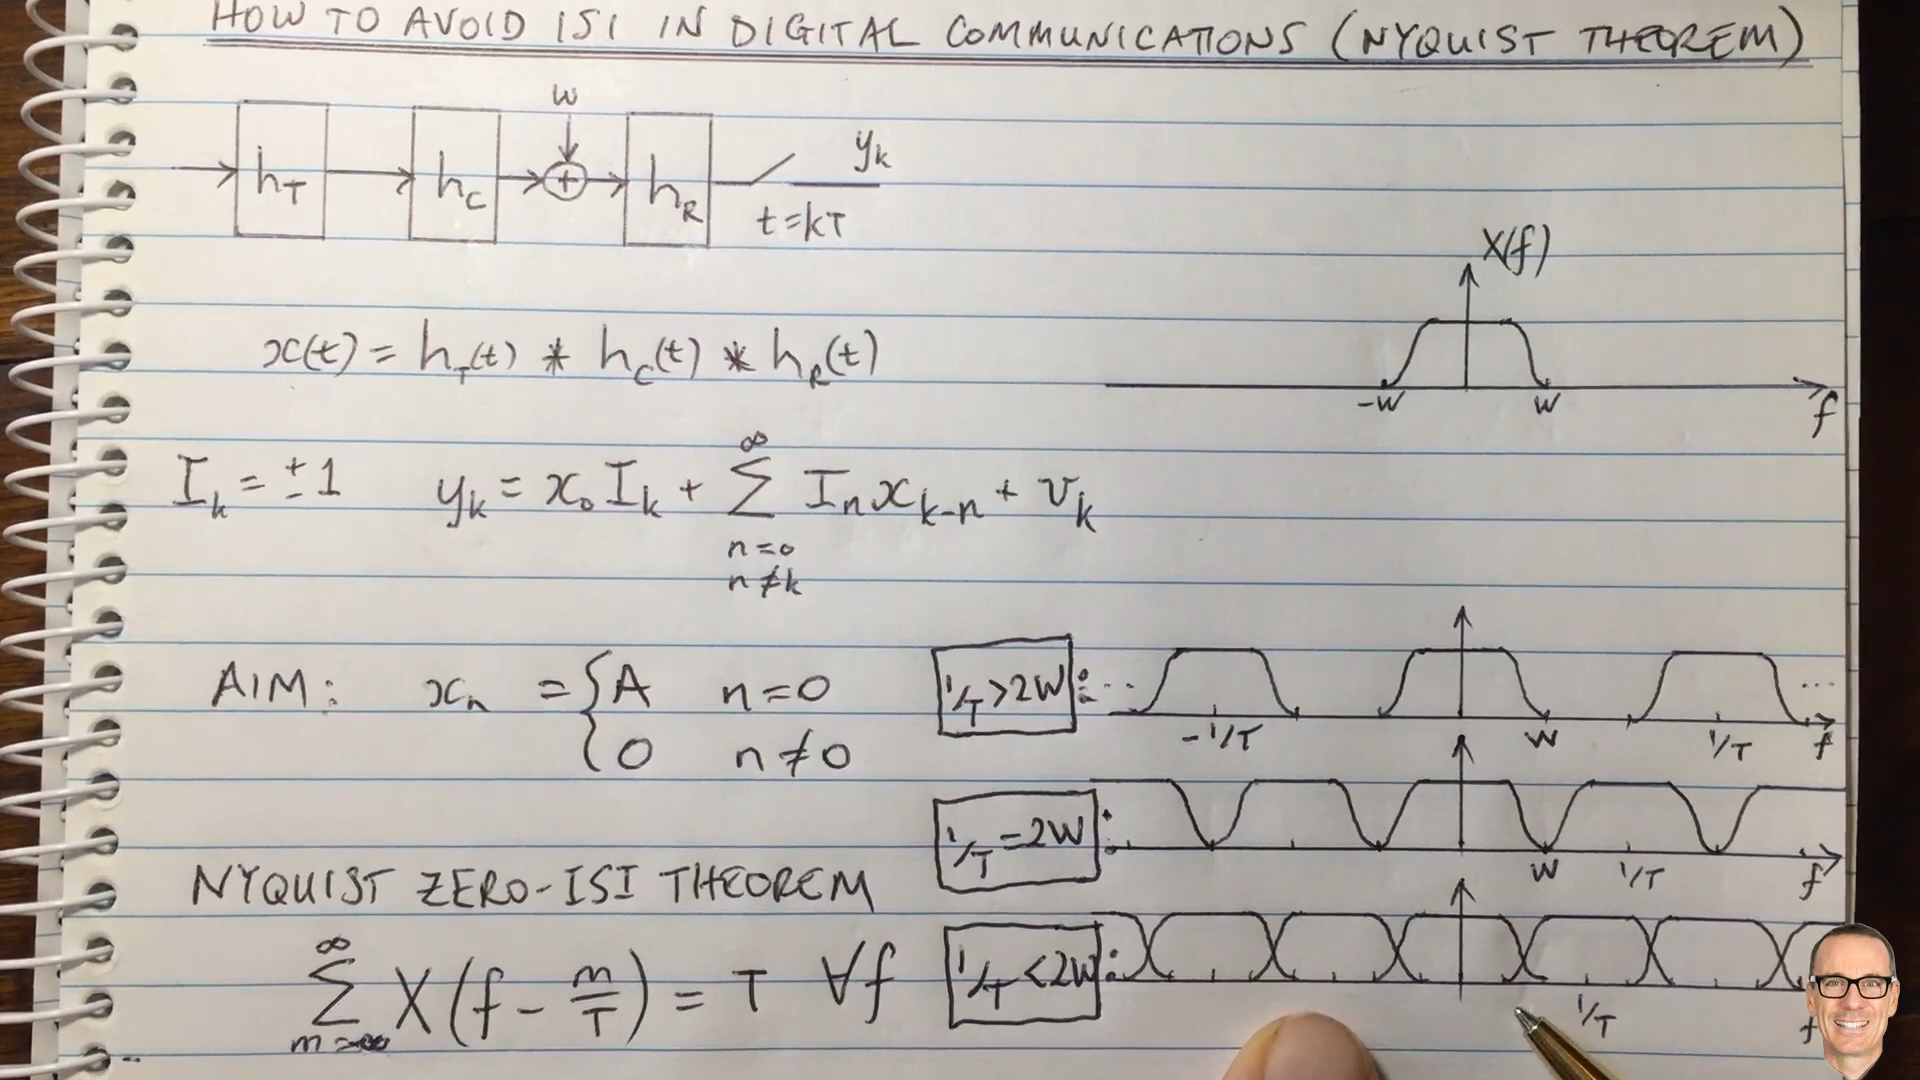 HOW TO AVOID ISI IN DIGITAL COMMUNICATIONS (NYQUIST THEOREM)
w
h_T
h_C
+
h_R
y_k
t=kT
X(f)
-W
W
f
x(t) = h_T(t) * h_C(t) * h_R(t)
I_k = ±1
y_k = x_0 I_k + ∑_{n=0, n≠k}^{∞} I_n x_{k-n} + v_k
AIM: x_n = { A n=0
0 n≠0
1/T > 2W :
...
-1/T
W
1/T
...
f
1/T = 2W :
W
1/T
f
NYQUIST ZERO-ISI THEOREM
∑_{m=-∞}^{∞} X(f - m/T) = T ∀f
1/T < 2W :
1/T
f